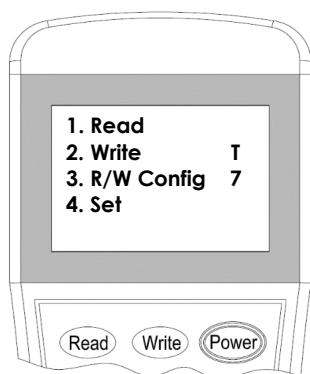 1. Read
2. Write T
3. R/W Config 7
4. Set
Read Write Power